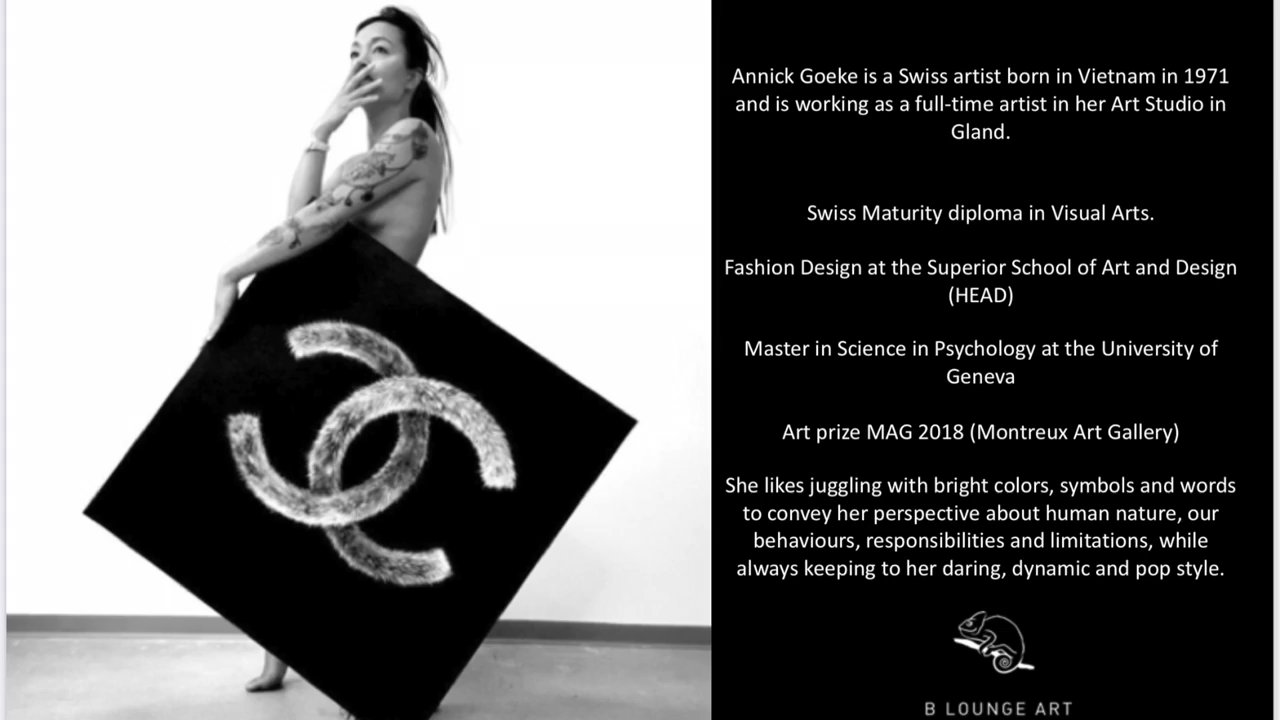 Annick Goeke is a Swiss artist born in Vietnam in 1971
and is working as a full-time artist in her Art Studio in
Gland.
Swiss Maturity diploma in Visual Arts.
Fashion Design at the Superior School of Art and Design
(HEAD)
Master in Science in Psychology at the University of
Geneva
Art prize MAG 2018 (Montreux Art Gallery)
She likes juggling with bright colors, symbols and words
to convey her perspective about human nature, our
behaviours, responsibilities and limitations, while
always keeping to her daring, dynamic and pop style.
B LOUNGE ART